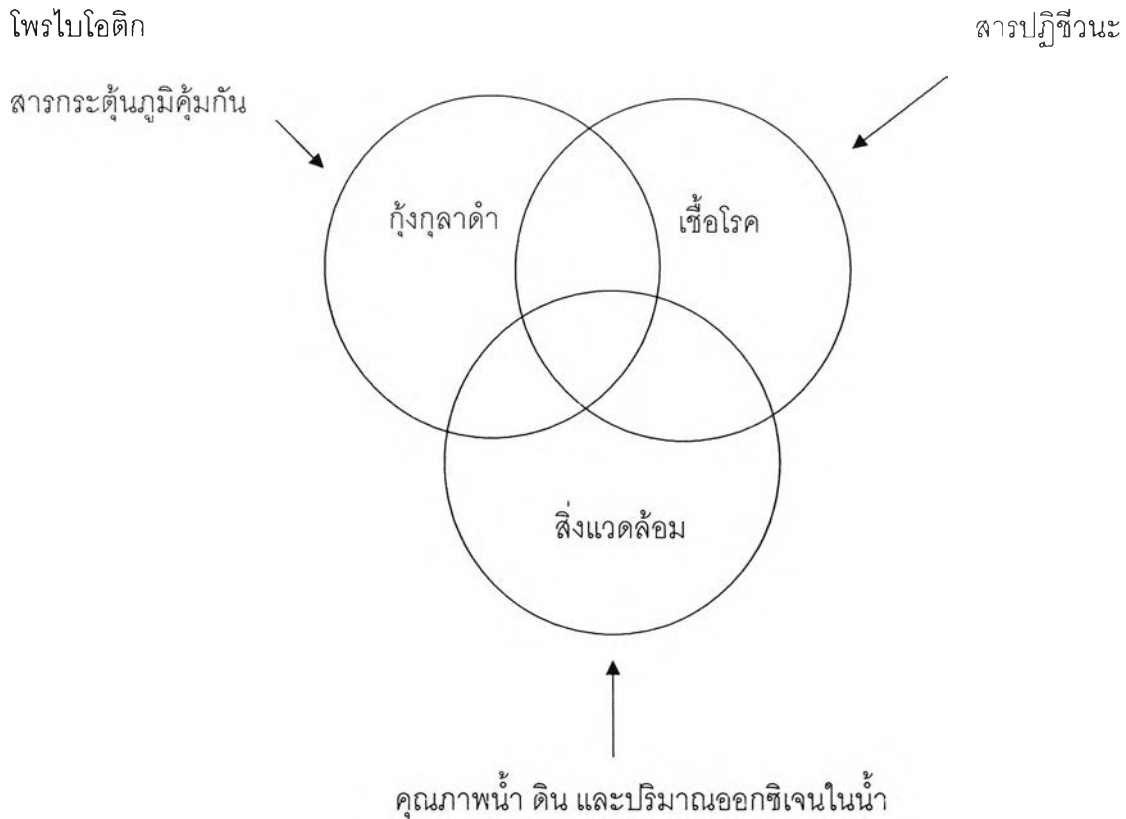 โพรไบโอติก
สารปฏิชีวนะ
สารกระตุ้นภูมิคุ้มกัน
กุ้งกุลาดำ
เชื้อโรค
สิ่งแวดล้อม
คุณภาพน้ำ ดิน และปริมาณออกซิเจนในน้ำ